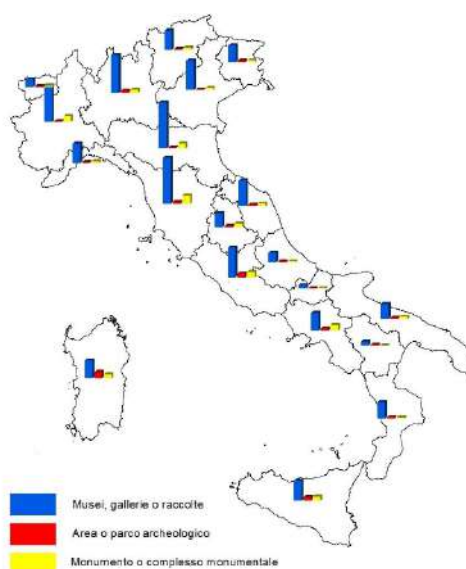 Musei, gallerie o raccolte
Area o parco archeologico
Monumento o complesso monumentale